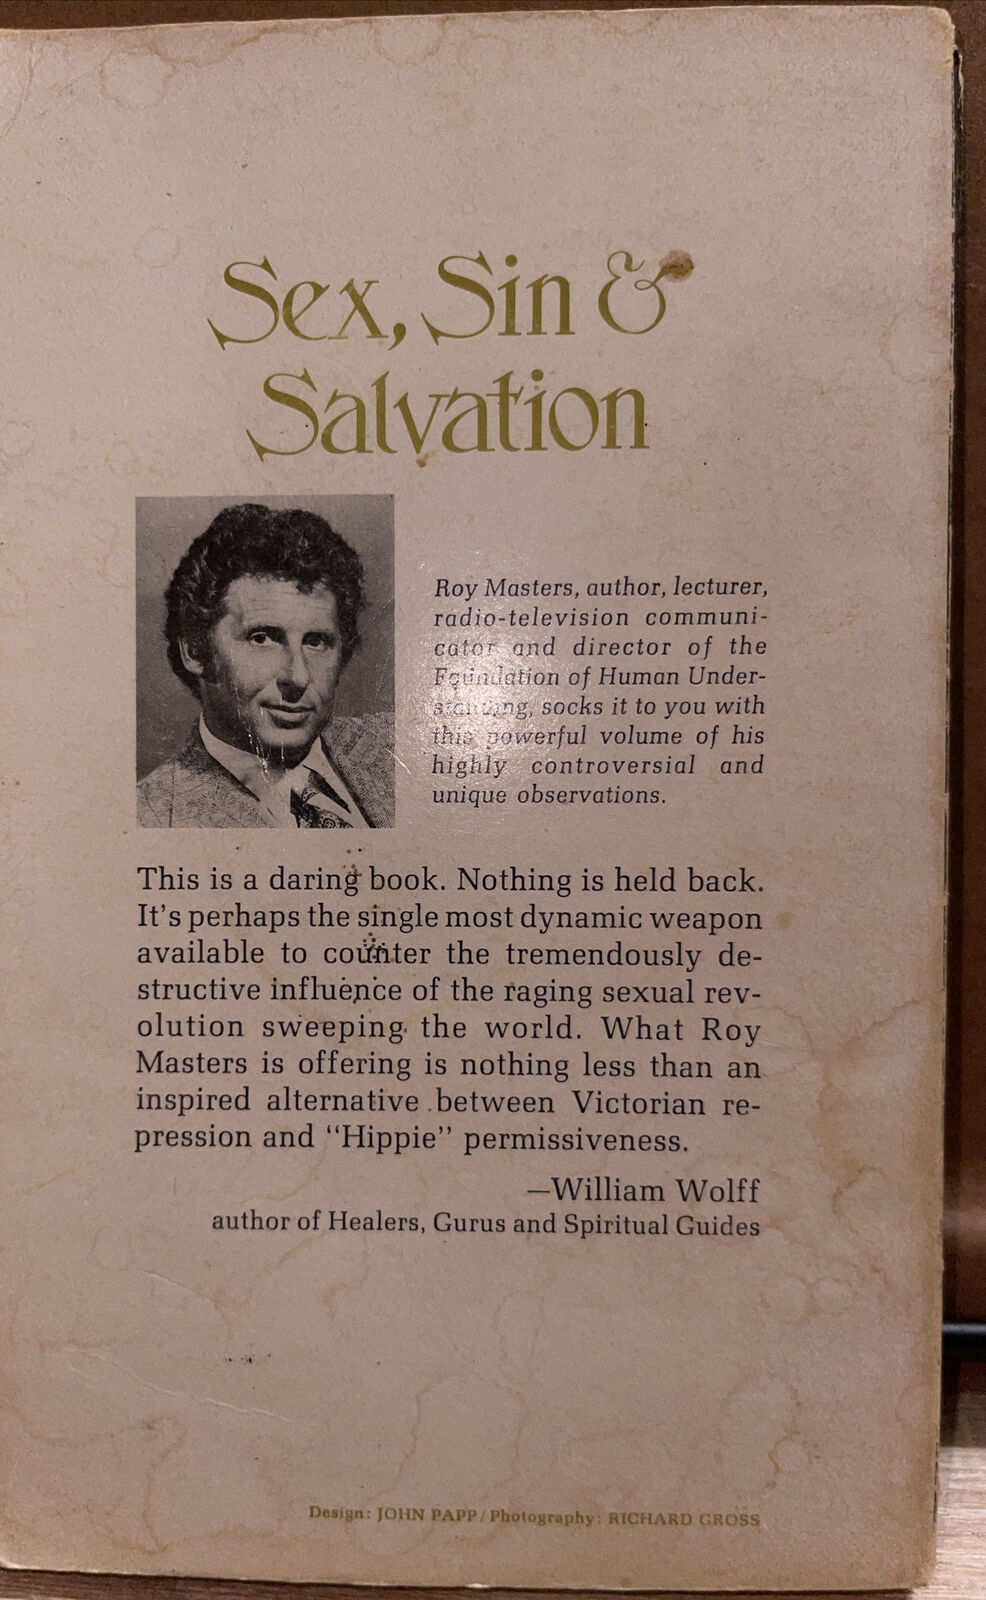 Sex, Sin &
Salvation
Roy Masters, author, lecturer,
radio-television communi-
cator and director of the
Foundation of Human Under-
standing, socks it to you with
this powerful volume of his
highly controversial and
unique observations.
This is a daring book. Nothing is held back.
It's perhaps the single most dynamic weapon
available to counter the tremendously de-
structive influence of the raging sexual rev-
olution sweeping the world. What Roy
Masters is offering is nothing less than an
inspired alternative between Victorian re-
pression and "Hippie" permissiveness.
—William Wolff
author of Healers, Gurus and Spiritual Guides
Design: JOHN PAPP/Photography: RICHARD GROSS